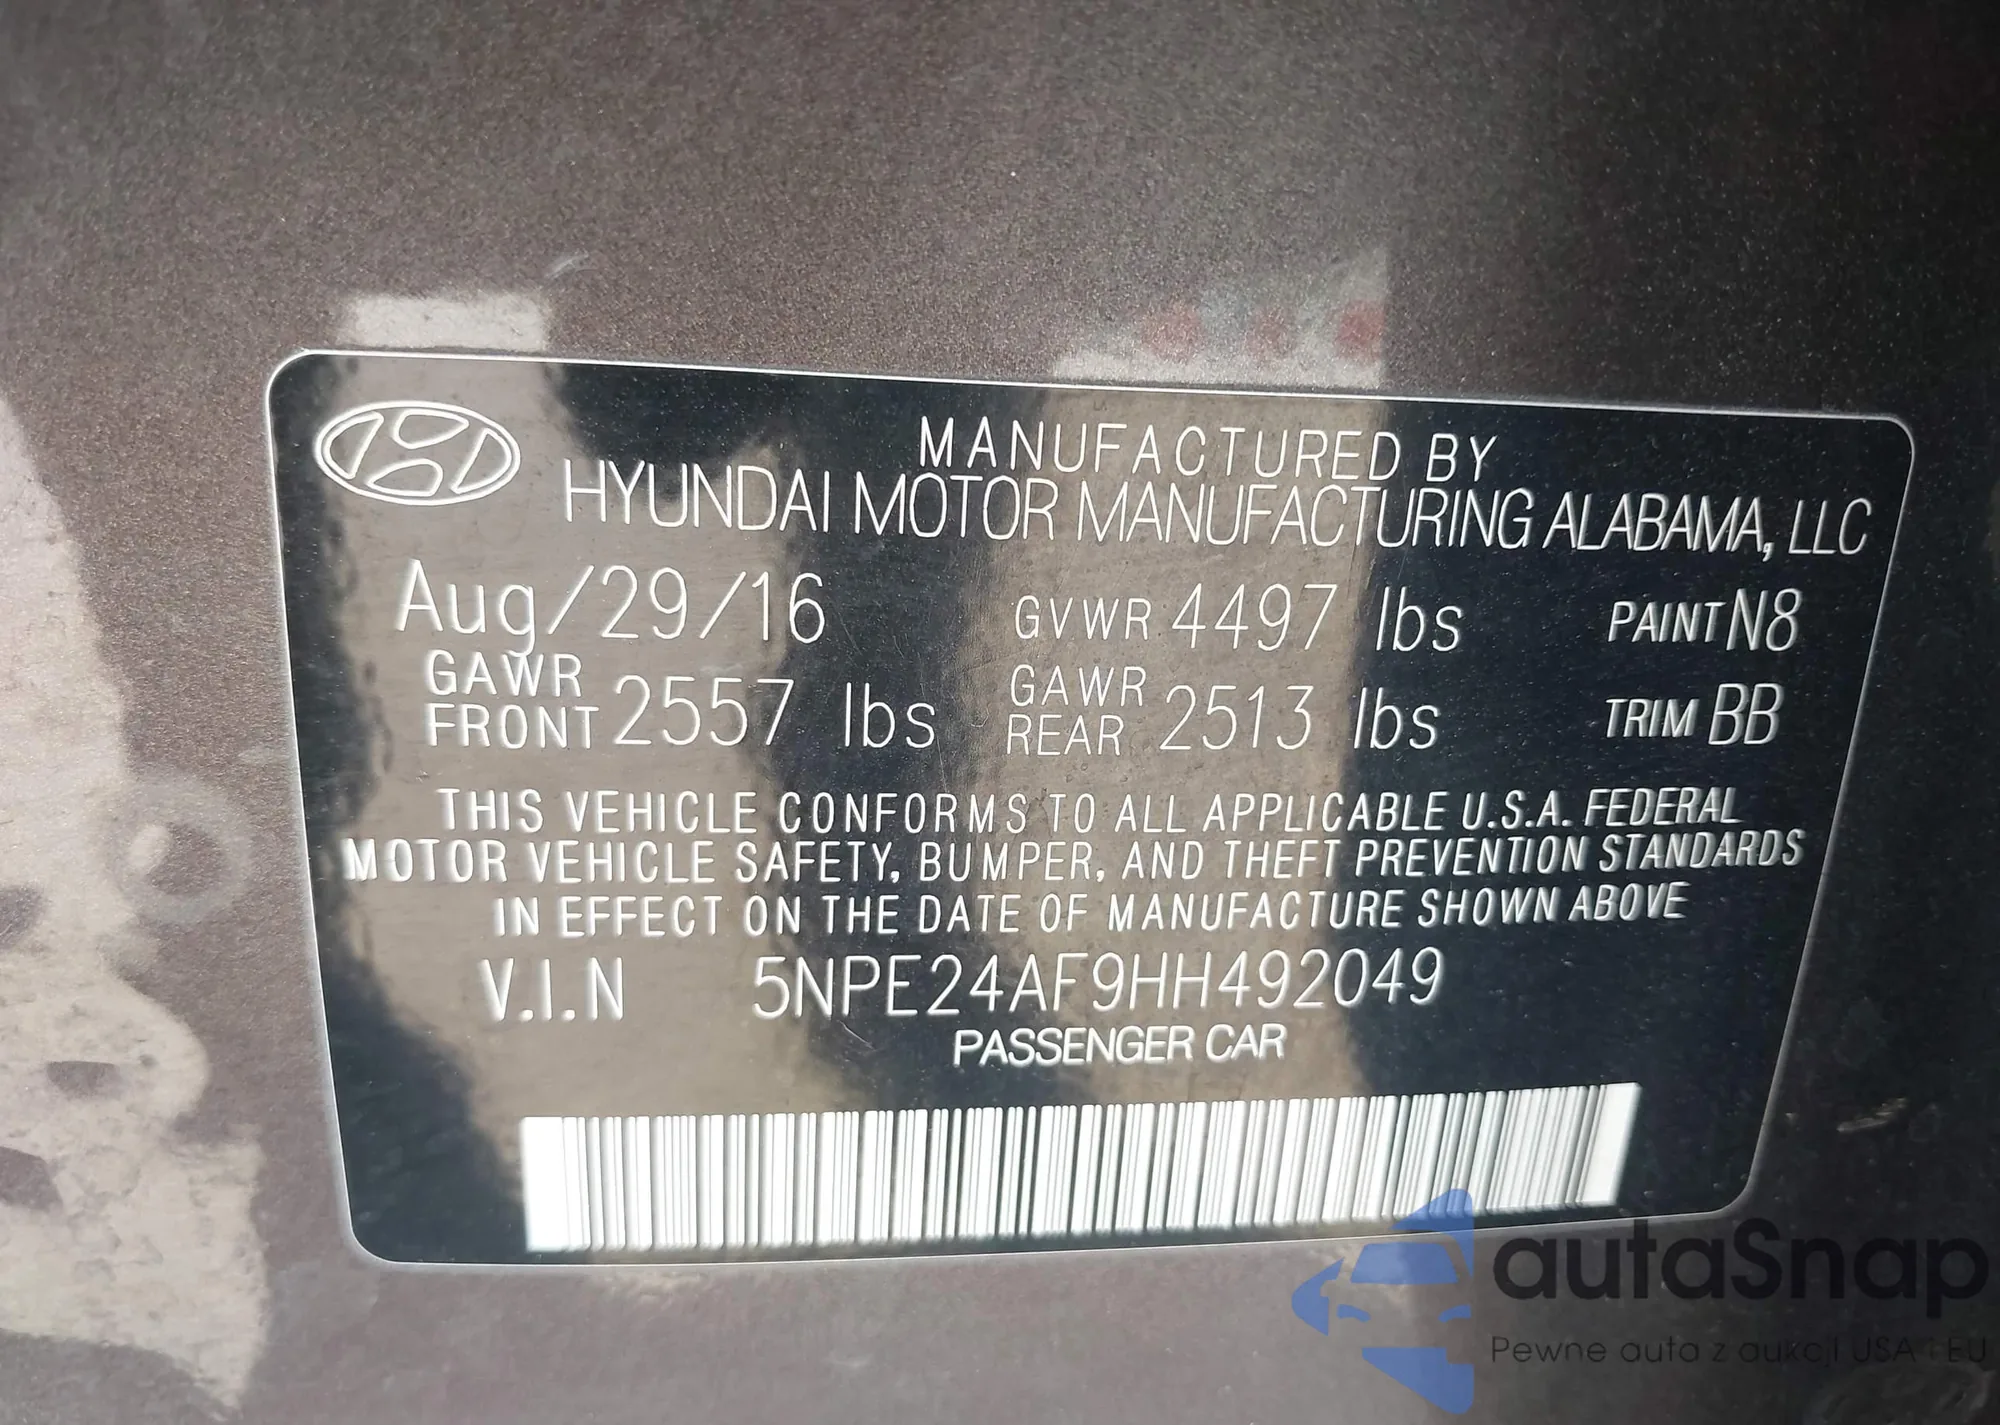 MANUFACTURED BY
HYUNDAI MOTOR MANUFACTURING ALABAMA, LLC
Aug/29/16 GVWR 4497 lbs PAINT N8
GAWR FRONT 2557 lbs GAWR REAR 2513 lbs TRIM BB
THIS VEHICLE CONFORMS TO ALL APPLICABLE U.S.A. FEDERAL
MOTOR VEHICLE SAFETY, BUMPER, AND THEFT PREVENTION STANDARDS
IN EFFECT ON THE DATE OF MANUFACTURE SHOWN ABOVE
V.I.N 5NPE24AF9HH492049
PASSENGER CAR
autaSnap
Pewne auta z aukcji USA i EU